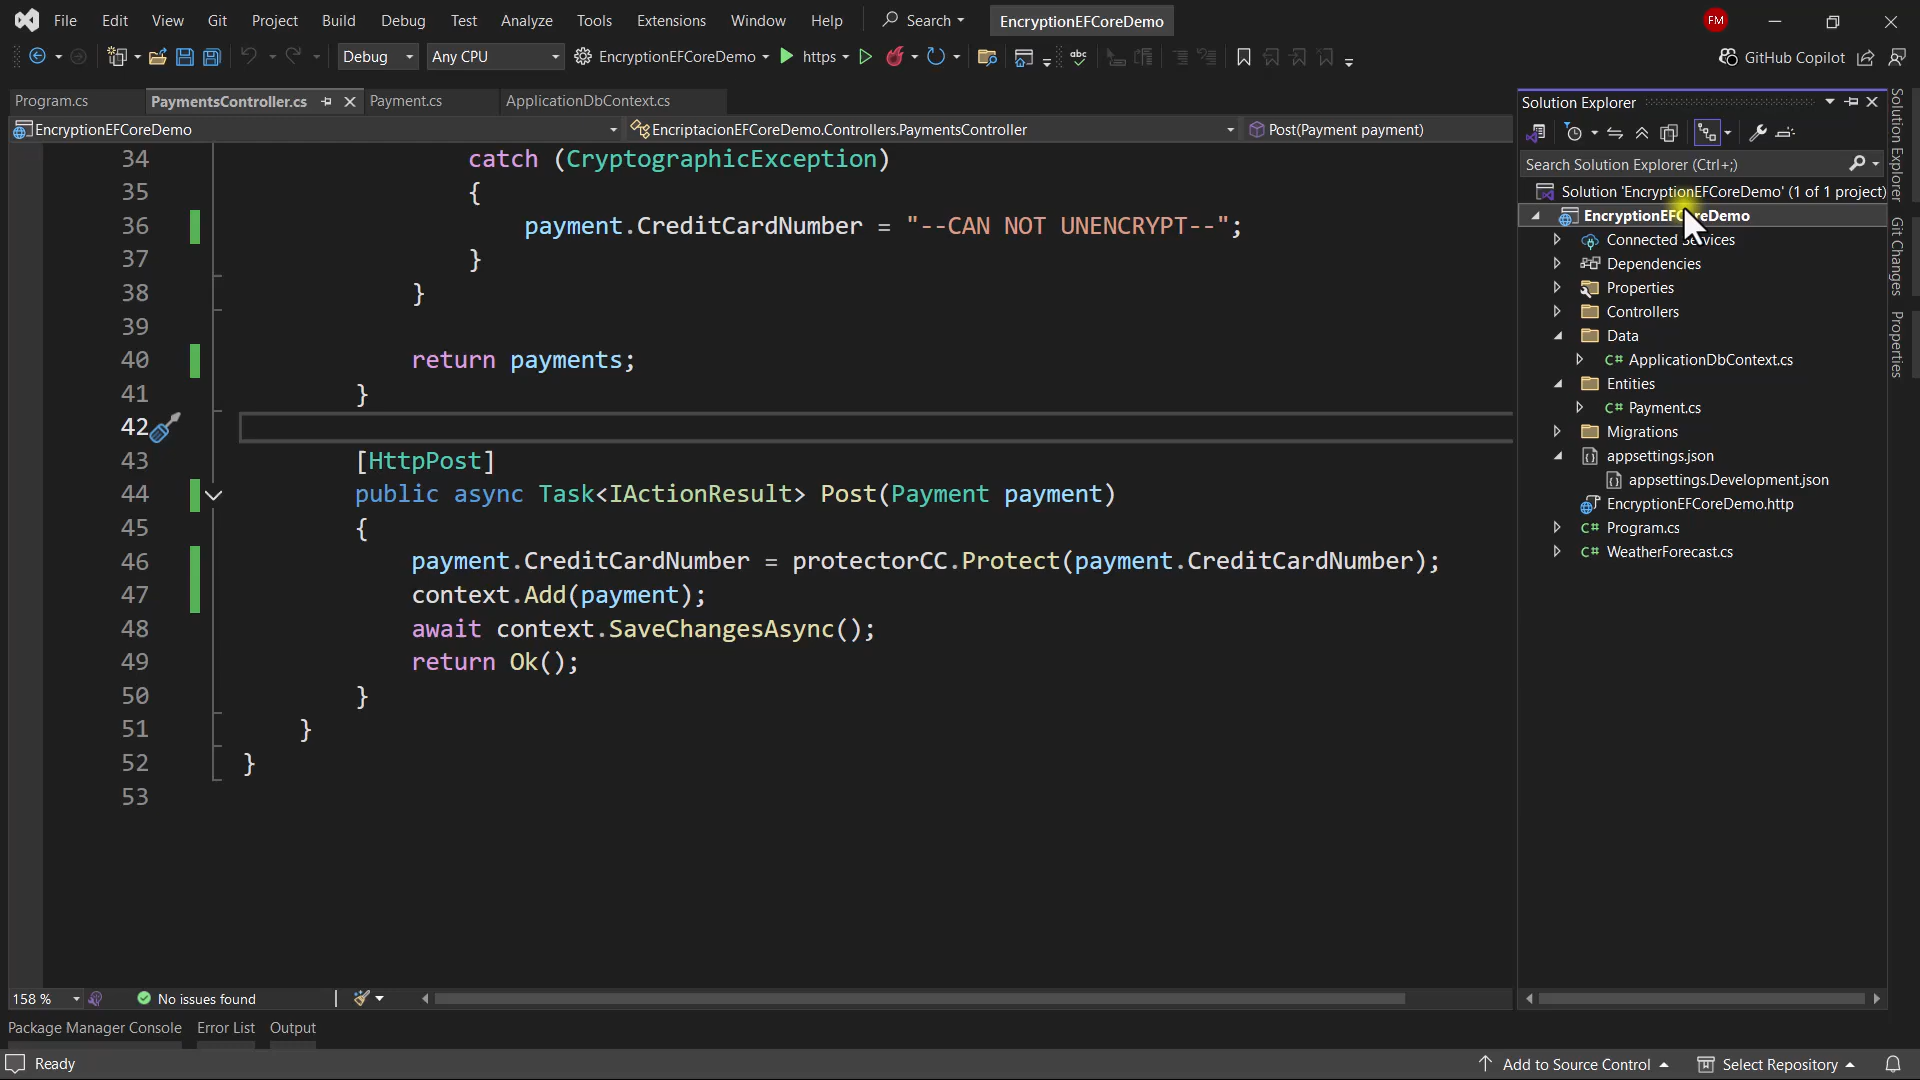 File Edit View Git Project Build Debug Test Analyze Tools Extensions Window Help Search EncryptionEFCoreDemo FM
Debug Any CPU EncryptionEFCoreDemo https GitHub Copilot
Program.cs PaymentsController.cs Payment.cs ApplicationDbContext.cs
EncryptionEFCoreDemo EncriptacionEFCoreDemo.Controllers.PaymentsController Post(Payment payment)
34 catch (CryptographicException)
35 {
36 payment.CreditCardNumber = "--CAN NOT UNENCRYPT--";
37 }
38 }
39
40 return payments;
41 }
42
43 [HttpPost]
44 public async Task<IActionResult> Post(Payment payment)
45 {
46 payment.CreditCardNumber = protectorCC.Protect(payment.CreditCardNumber);
47 context.Add(payment);
48 await context.SaveChangesAsync();
49 return Ok();
50 }
51 }
52 }
53
158 % No issues found
Package Manager Console Error List Output
Ready Add to Source Control Select Repository
Solution Explorer
Search Solution Explorer (Ctrl+;)
Solution 'EncryptionEFCoreDemo' (1 of 1 project)
EncryptionEFCoreDemo
Connected Services
Dependencies
Properties
Controllers
Data
C# ApplicationDbContext.cs
Entities
C# Payment.cs
Migrations
appsettings.json
appsettings.Development.json
EncryptionEFCoreDemo.http
C# Program.cs
C# WeatherForecast.cs
Solution Explorer
Git Changes
Properties